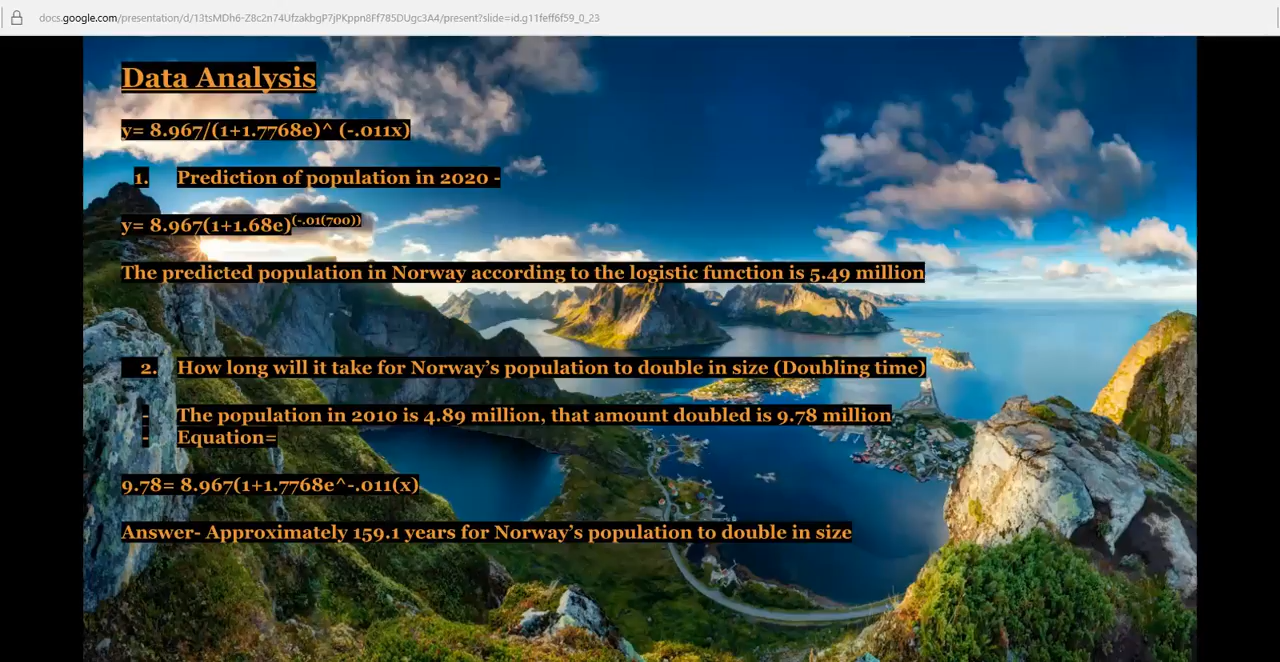 docs.google.com/presentation/d/13tsMDh6-Z8c2n74UfzakbgP7jPKppn8Ff785DUgc3A4/present?slide=id.g11feff6f59_0_23
Data Analysis
y= 8.967/(1+1.7768e)^ (-.011x)
1. Prediction of population in 2020 -
y= 8.967(1+1.68e)(-.01(700))
The predicted population in Norway according to the logistic function is 5.49 million
2. How long will it take for Norway’s population to double in size (Doubling time)
- The population in 2010 is 4.89 million, that amount doubled is 9.78 million
- Equation=
9.78= 8.967(1+1.7768e^-.011(x)
Answer- Approximately 159.1 years for Norway’s population to double in size